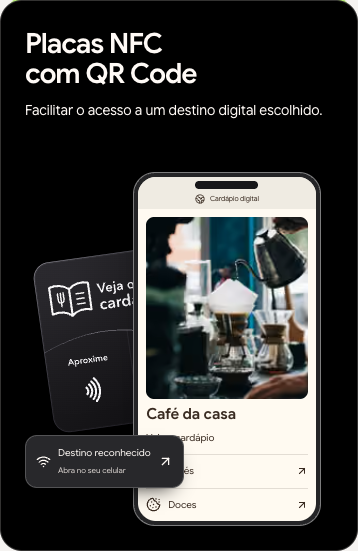 Placas NFC
com QR Code
Facilitar o acesso a um destino digital escolhido.
Cardápio digital
Veja o
Aproxime
Café da casa
cardápio
Destino reconhecido
Abra no seu celular
Doces